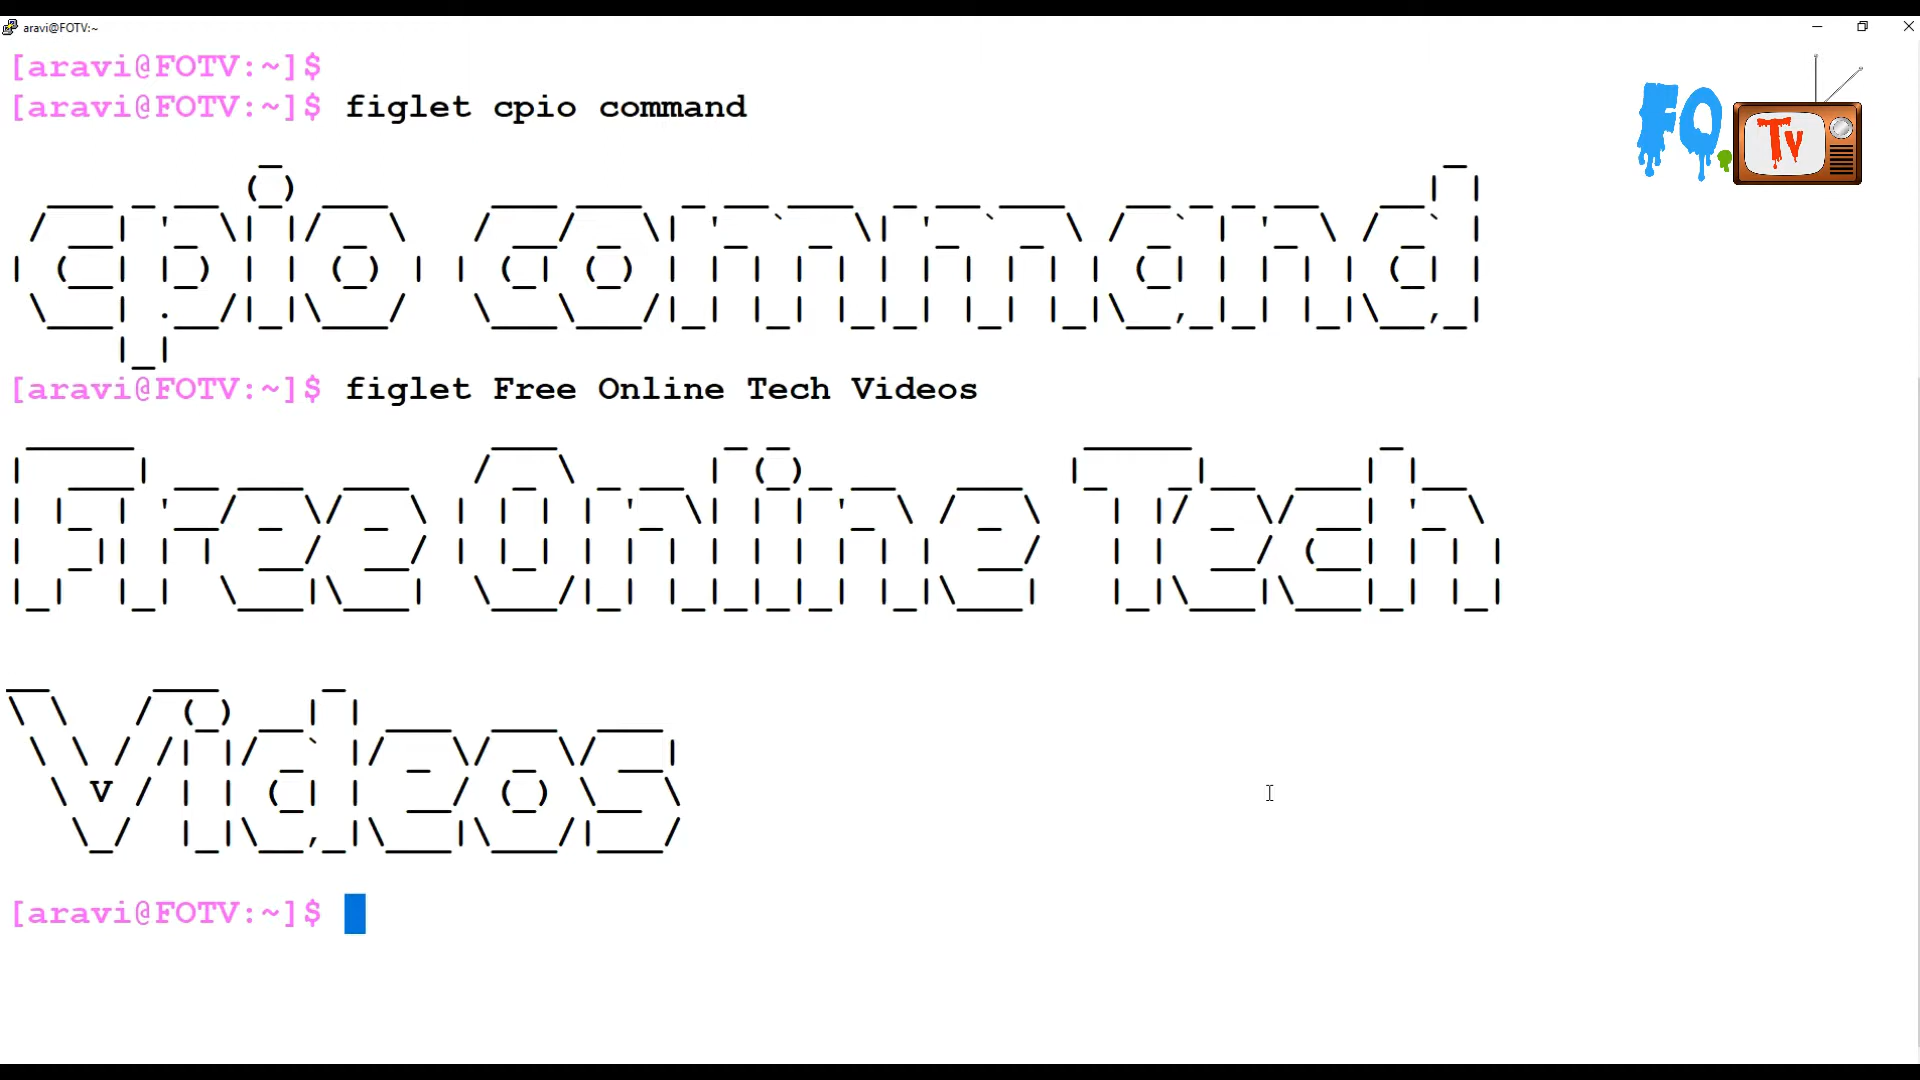 aravi@FOTV:~
[aravi@FOTV:~]$
[aravi@FOTV:~]$ figlet cpio command
cpio command
[aravi@FOTV:~]$ figlet Free Online Tech Videos
Free Online Tech
Videos
[aravi@FOTV:~]$
FO.
Tv